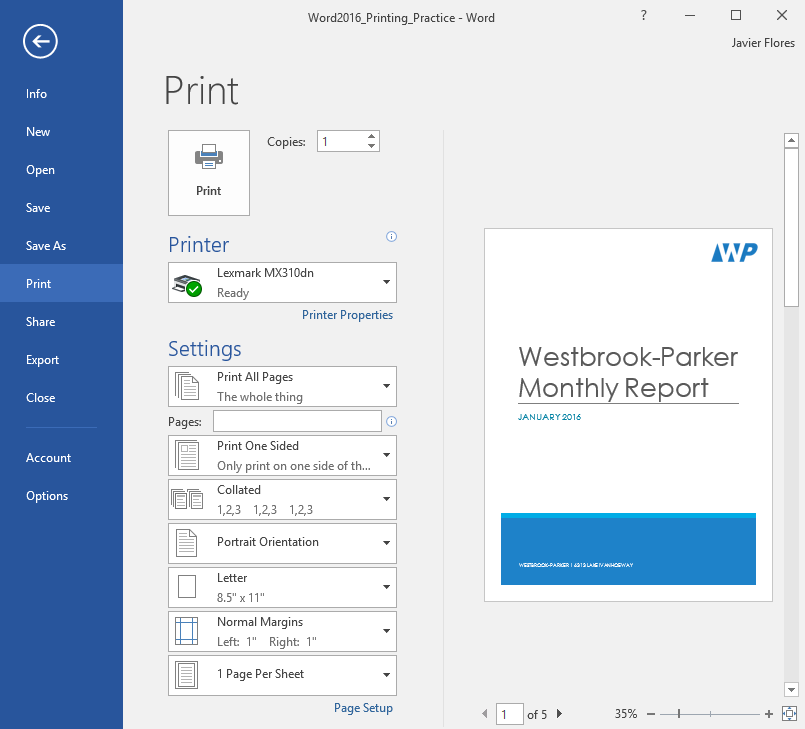 Word2016_Printing_Practice - Word
?
Javier Flores
Info
New
Open
Save
Save As
Print
Share
Export
Close
Account
Options
Print
Print
Copies: 1
Printer
Lexmark MX310dn
Ready
Printer Properties
Settings
Print All Pages
The whole thing
Pages:
Print One Sided
Only print on one side of th...
Collated
1,2,3 1,2,3 1,2,3
Portrait Orientation
Letter
8.5" x 11"
Normal Margins
Left: 1" Right: 1"
1 Page Per Sheet
Page Setup
WP
Westbrook-Parker
Monthly Report
JANUARY 2016
WESTBROOK-PARKER | 6313 LAKE IVANHOE WAY
1 of 5
35%